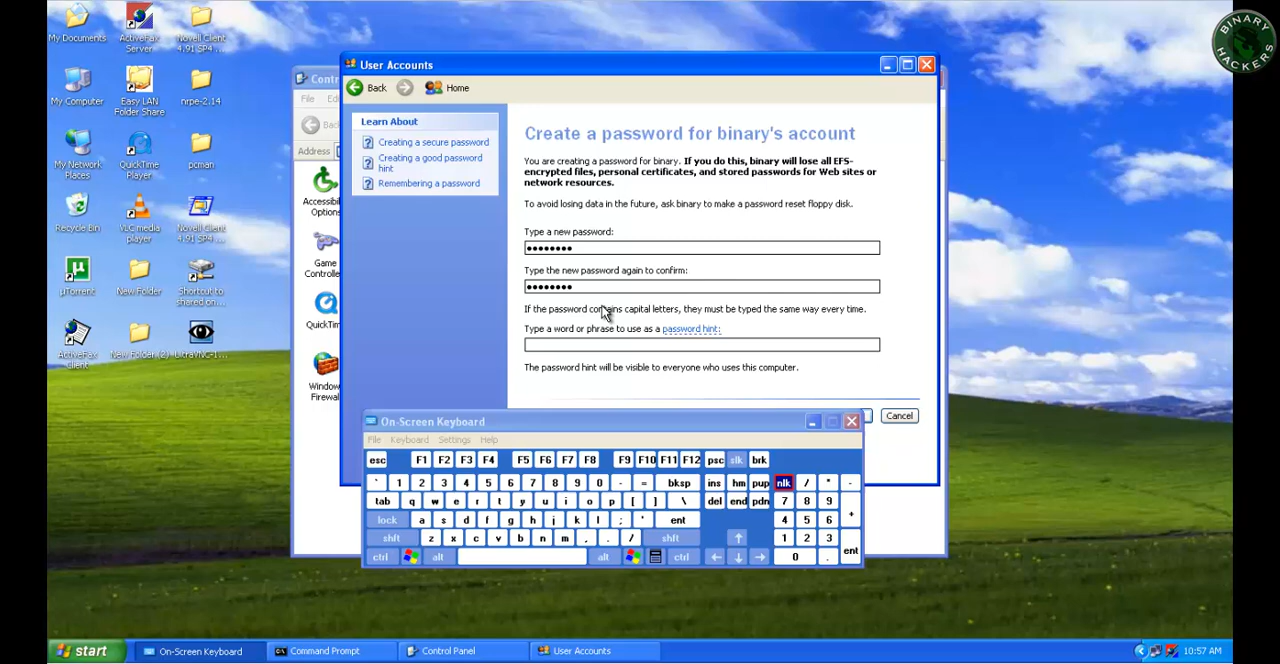 My Documents
ActiveFax
Server
Novell Client
4.91 SP4 ...
BINARY
HACKERS
My Computer
Easy LAN
Folder Share
nrpe-2.14
My Network
Places
QuickTime
Player
pcman
Recycle Bin
VLC media
player
Novell Client
4.91 SP4 ...
µTorrent
New Folder
Shortcut to
shared on...
ActiveFax
Client
New Folder (2)
UltraVNC-1...
Contr
File
Ed
Back
Address
Accessibil
Options
Game
Controlle
QuickTim
Window
Firewal
User Accounts
Back
Home
Learn About
Creating a secure password
Creating a good password
hint
Remembering a password
Create a password for binary's account
You are creating a password for binary. If you do this, binary will lose all EFS-
encrypted files, personal certificates, and stored passwords for Web sites or
network resources.
To avoid losing data in the future, ask binary to make a password reset floppy disk.
Type a new password:
Type the new password again to confirm:
If the password contains capital letters, they must be typed the same way every time.
Type a word or phrase to use as a password hint:
The password hint will be visible to everyone who uses this computer.
Cancel
On-Screen Keyboard
File Keyboard Settings Help
esc F1 F2 F3 F4 F5 F6 F7 F8 F9 F10 F11 F12 psc slk brk
` 1 2 3 4 5 6 7 8 9 0 - = bksp ins hm pup nlk / * -
tab q w e r t y u i o p [ ] \ del end pdn 7 8 9 +
lock a s d f g h j k l ; ' ent 4 5 6
shft z x c v b n m , . / shft ↑ 1 2 3 ent
ctrl alt alt ctrl ← ↓ → 0 .
start
On-Screen Keyboard
Command Prompt
Control Panel
User Accounts
10:57 AM